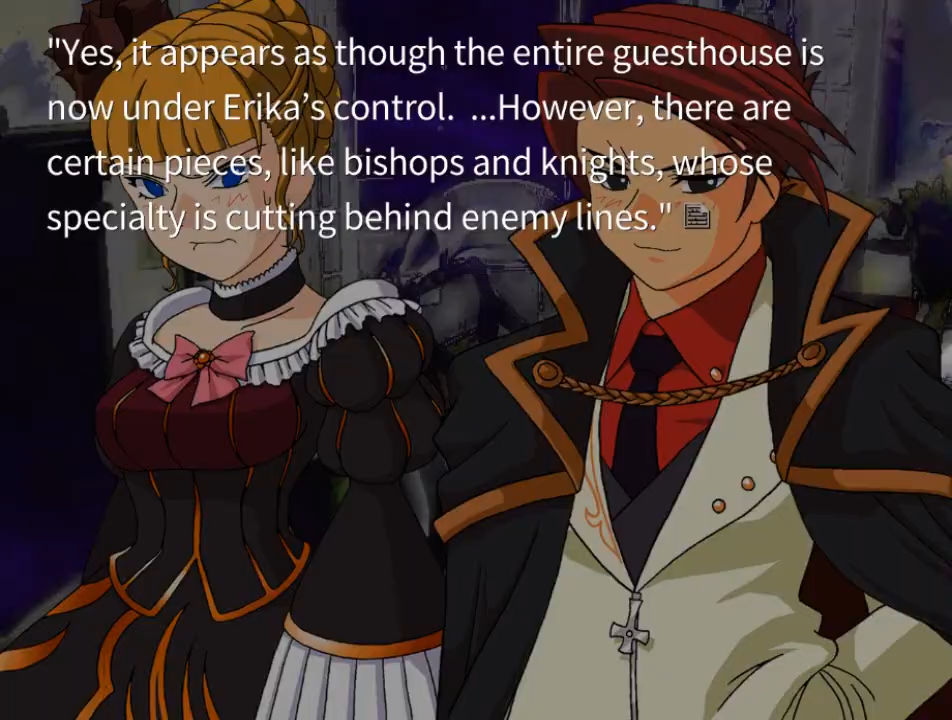 "Yes, it appears as though the entire guesthouse is
now under Erika’s control.  ...However, there are
certain pieces, like bishops and knights, whose
specialty is cutting behind enemy lines."